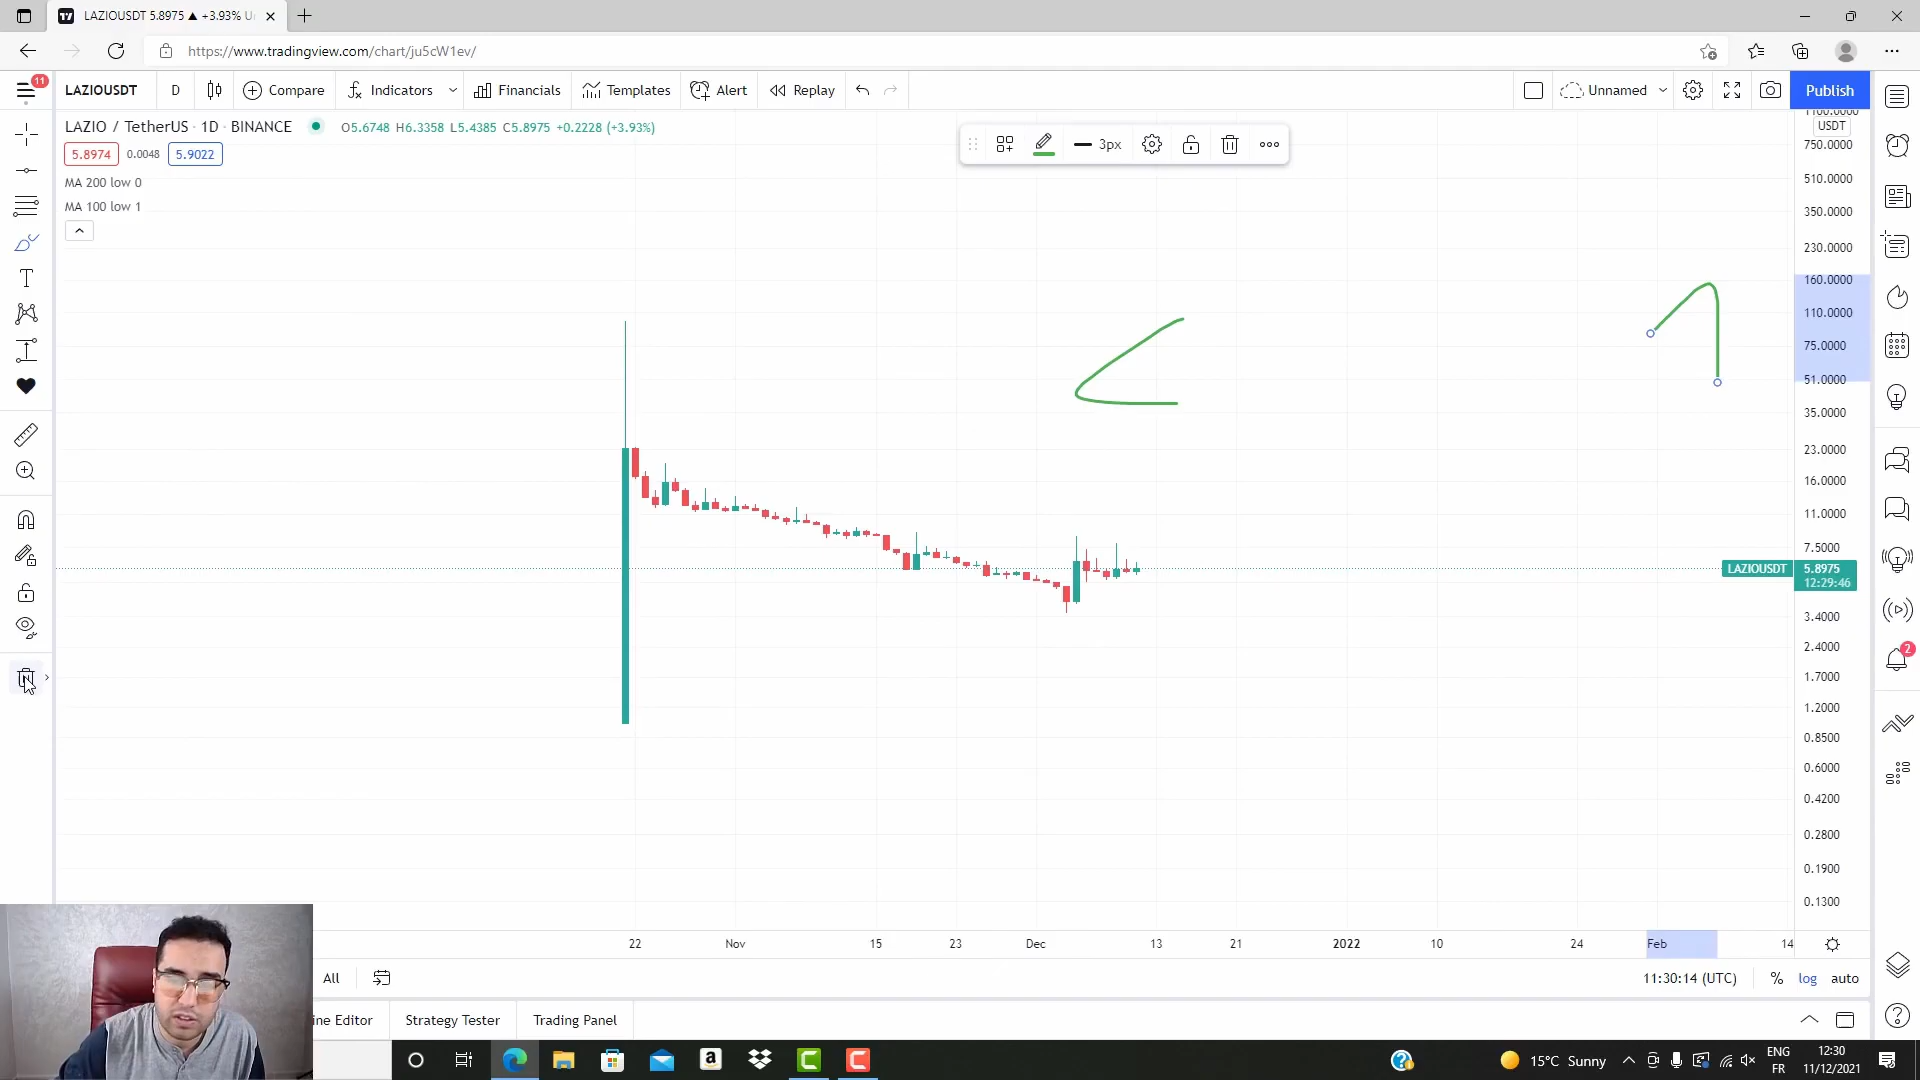 LAZIOUSDT 5.8975 ▲ +3.93% U
https://www.tradingview.com/chart/ju5cW1ev/
11
LAZIOUSDT D Compare Indicators Financials Templates Alert Replay Unnamed Publish
LAZIO / TetherUS · 1D · BINANCE O5.6748 H6.3358 L5.4385 C5.8975 +0.2228 (+3.93%)
5.8974 0.0048 5.9022
MA 200 low 0
MA 100 low 1
3px
1100.0000
USDT
750.0000
510.0000
350.0000
230.0000
160.0000
110.0000
75.0000
51.0000
35.0000
23.0000
16.0000
11.0000
7.5000
LAZIOUSDT 5.8975
12:29:46
3.4000
2.4000
1.7000
1.2000
0.8500
0.6000
0.4200
0.2800
0.1900
0.1300
2
22 Nov 15 23 Dec 13 21 2022 10 24 Feb 14
All 11:30:14 (UTC) % log auto
ine Editor Strategy Tester Trading Panel
15°C Sunny
ENG
FR
12:30
11/12/2021